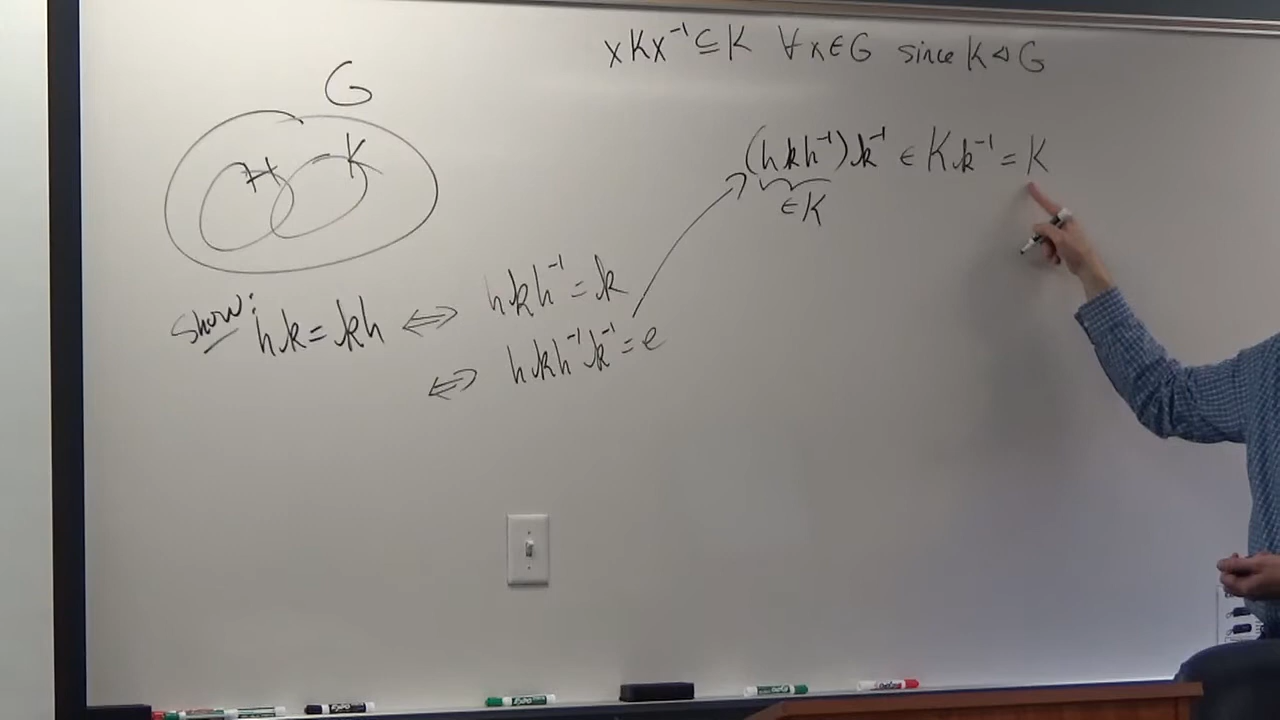 xKx⁻¹ ⊆ K ∀x∈G since K ◁ G
G
H K
(hkh⁻¹)k⁻¹ ∈ Kk⁻¹ = K
∈K
Show: hk = kh ⟺ hkh⁻¹ = k
⟺ hkh⁻¹k⁻¹ = e